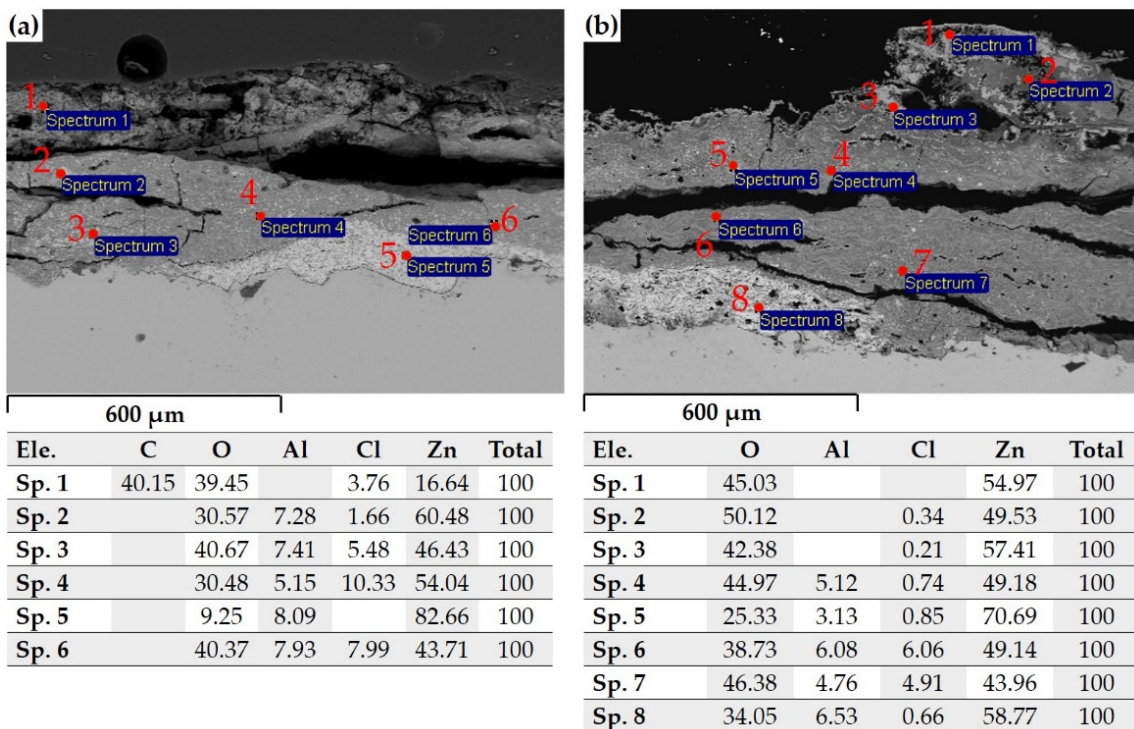 (a)
1
Spectrum 1
2
Spectrum 2
3
Spectrum 3
4
Spectrum 4
5
Spectrum 5
6
Spectrum 6
600 µm
Ele. C O Al Cl Zn Total
Sp. 1 40.15 39.45 3.76 16.64 100
Sp. 2 30.57 7.28 1.66 60.48 100
Sp. 3 40.67 7.41 5.48 46.43 100
Sp. 4 30.48 5.15 10.33 54.04 100
Sp. 5 9.25 8.09 82.66 100
Sp. 6 40.37 7.93 7.99 43.71 100
(b)
1
Spectrum 1
2
Spectrum 2
3
Spectrum 3
4
Spectrum 4
5
Spectrum 5
6
Spectrum 6
7
Spectrum 7
8
Spectrum 8
600 µm
Ele. O Al Cl Zn Total
Sp. 1 45.03 54.97 100
Sp. 2 50.12 0.34 49.53 100
Sp. 3 42.38 0.21 57.41 100
Sp. 4 44.97 5.12 0.74 49.18 100
Sp. 5 25.33 3.13 0.85 70.69 100
Sp. 6 38.73 6.08 6.06 49.14 100
Sp. 7 46.38 4.76 4.91 43.96 100
Sp. 8 34.05 6.53 0.66 58.77 100